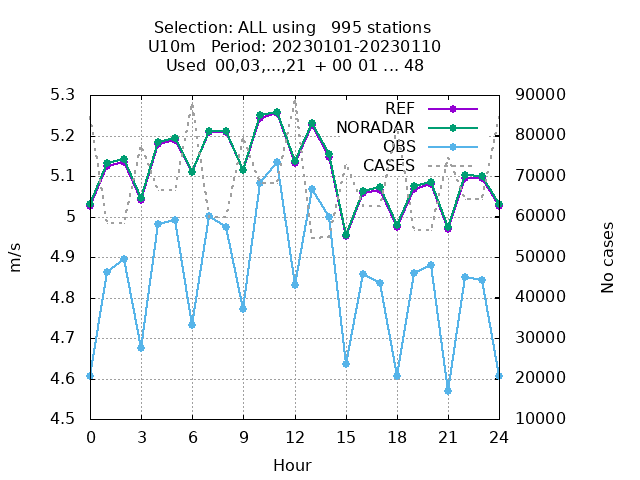 Selection: ALL using   995 stations
U10m   Period: 20230101-20230110
Used  00,03,...,21  + 00 01 ... 48
5.3
5.2
5.1
5
4.9
4.8
4.7
4.6
4.5
m/s
REF
NORADAR
OBS
CASES
90000
80000
70000
60000
50000
40000
30000
20000
10000
No cases
0 3 6 9 12 15 18 21 24
Hour